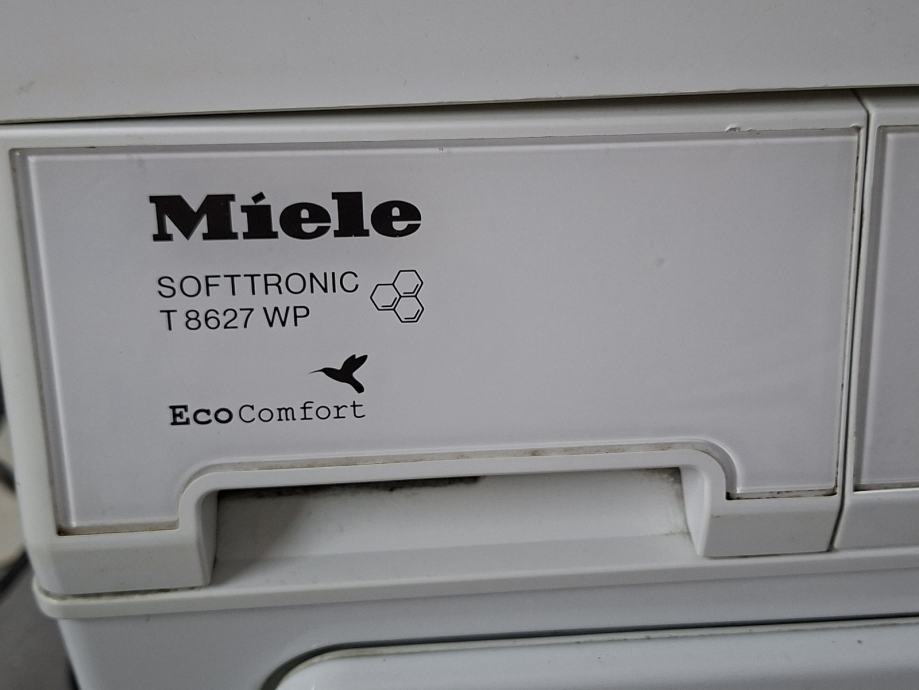 Miele
SOFTTRONIC
T 8627 WP
EcoComfort